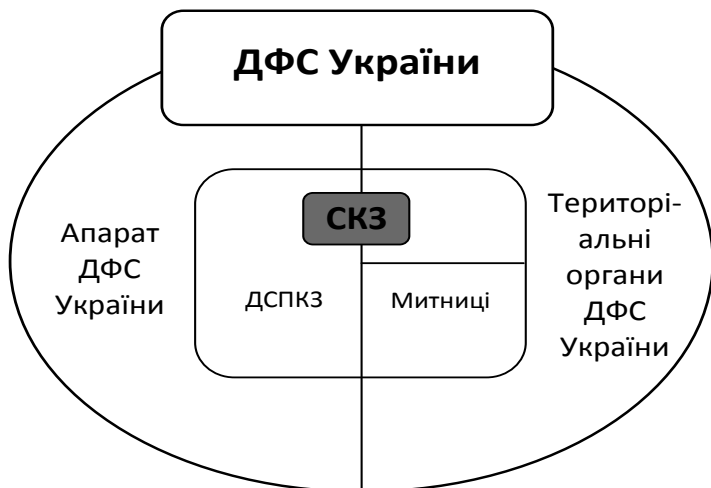 ДФС України
СКЗ
Апарат
ДФС
України
ДСПКЗ
Митниці
Територі-
альні
органи
ДФС
України